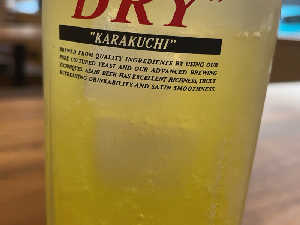 DRY"
"KARAKUCHI"
BREWED FROM QUALITY INGREDIENTS BY USING OUR
PURE CULTURED YEAST AND OUR ADVANCED BREWING
TECHNIQUES. ASAHI BEER HAS EXCELLENT RICHNESS, CRISPY
REFRESHING DRINKABILITY AND SATIN SMOOTHNESS.